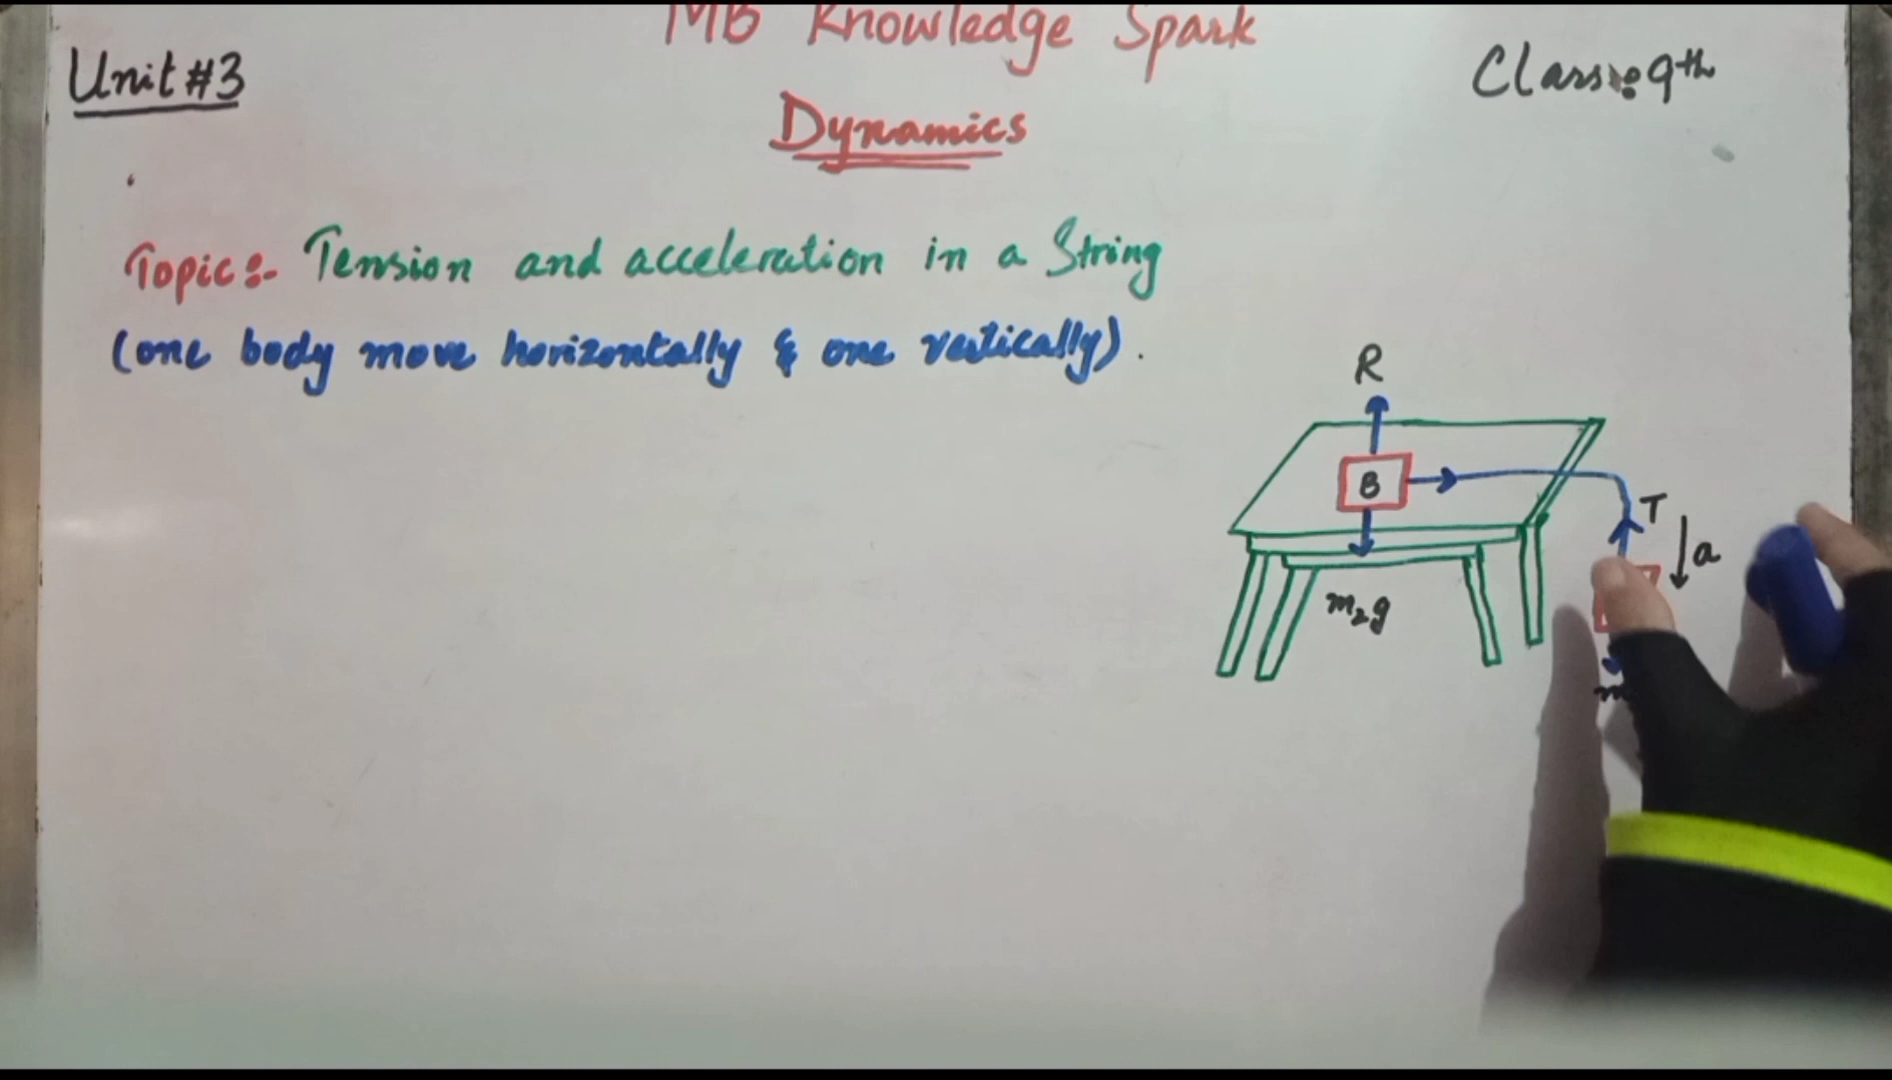 MB Knowledge Spark
Unit #3
Class: 9th
Dynamics
Topic:- Tension and acceleration in a String
(one body move horizontally & one vertically).
R
B
T
a
m₂g
m